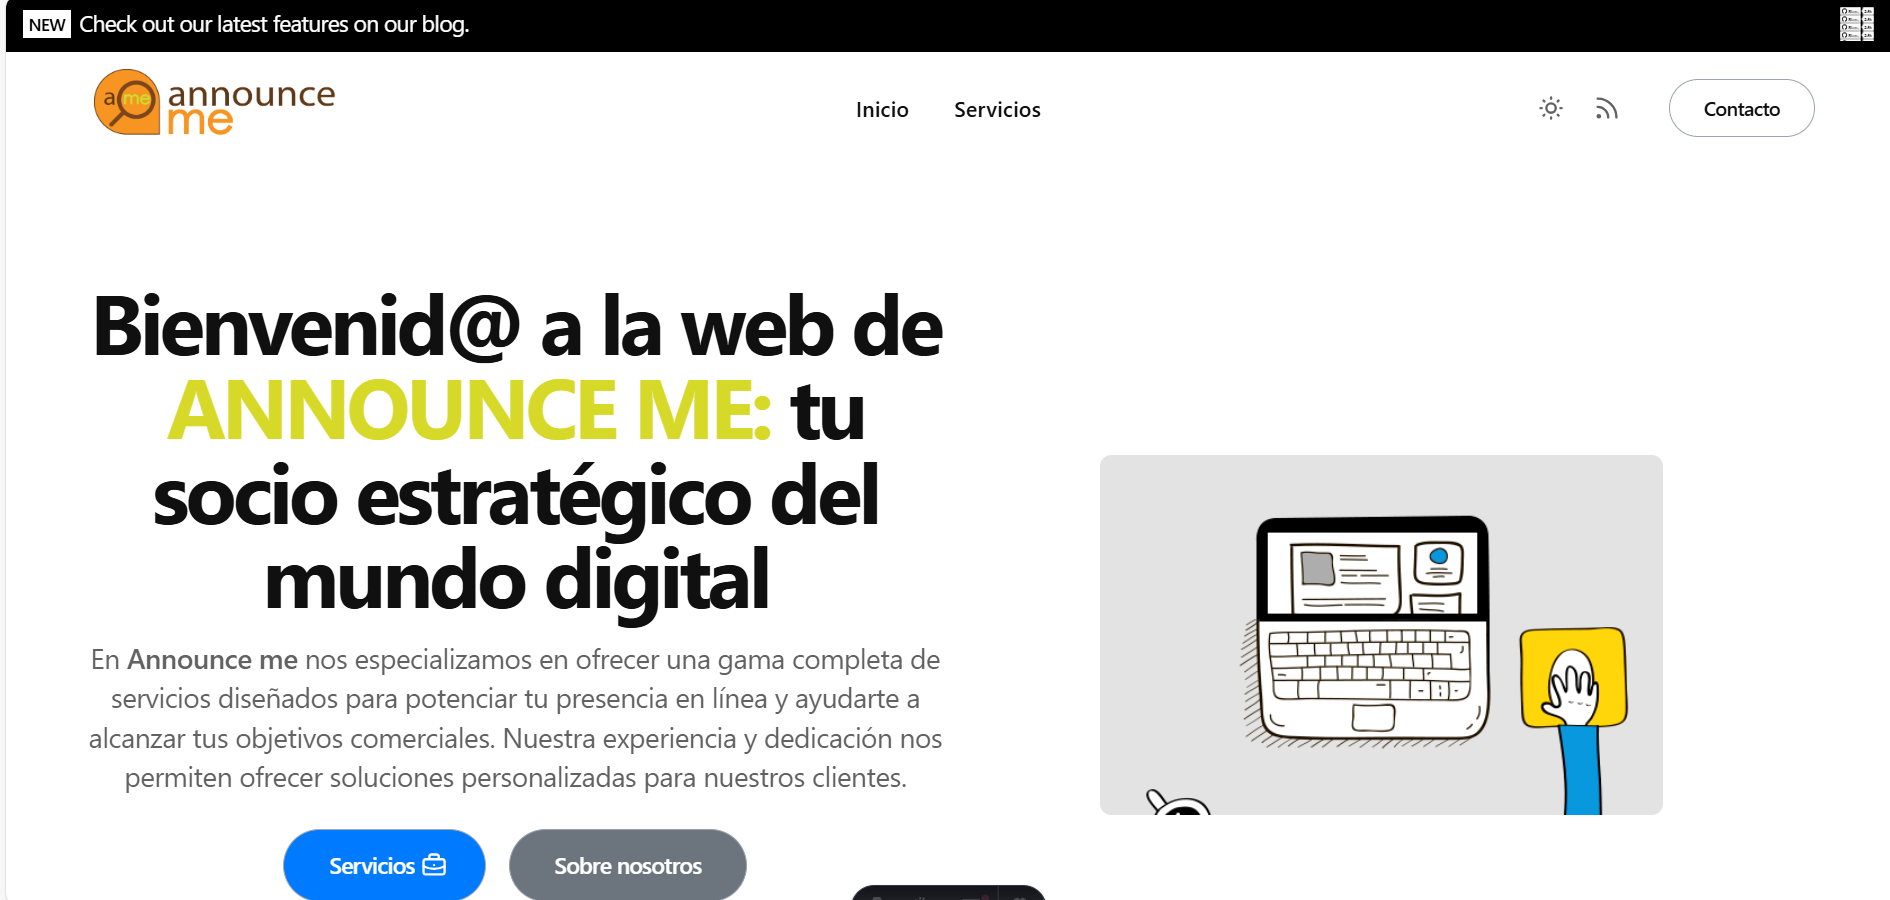 NEW Check out our latest features on our blog.
a me announce
me
Inicio Servicios
Contacto
Bienvenid@ a la web de
ANNOUNCE ME: tu
socio estratégico del
mundo digital
En Announce me nos especializamos en ofrecer una gama completa de
servicios diseñados para potenciar tu presencia en línea y ayudarte a
alcanzar tus objetivos comerciales. Nuestra experiencia y dedicación nos
permiten ofrecer soluciones personalizadas para nuestros clientes.
Servicios Sobre nosotros